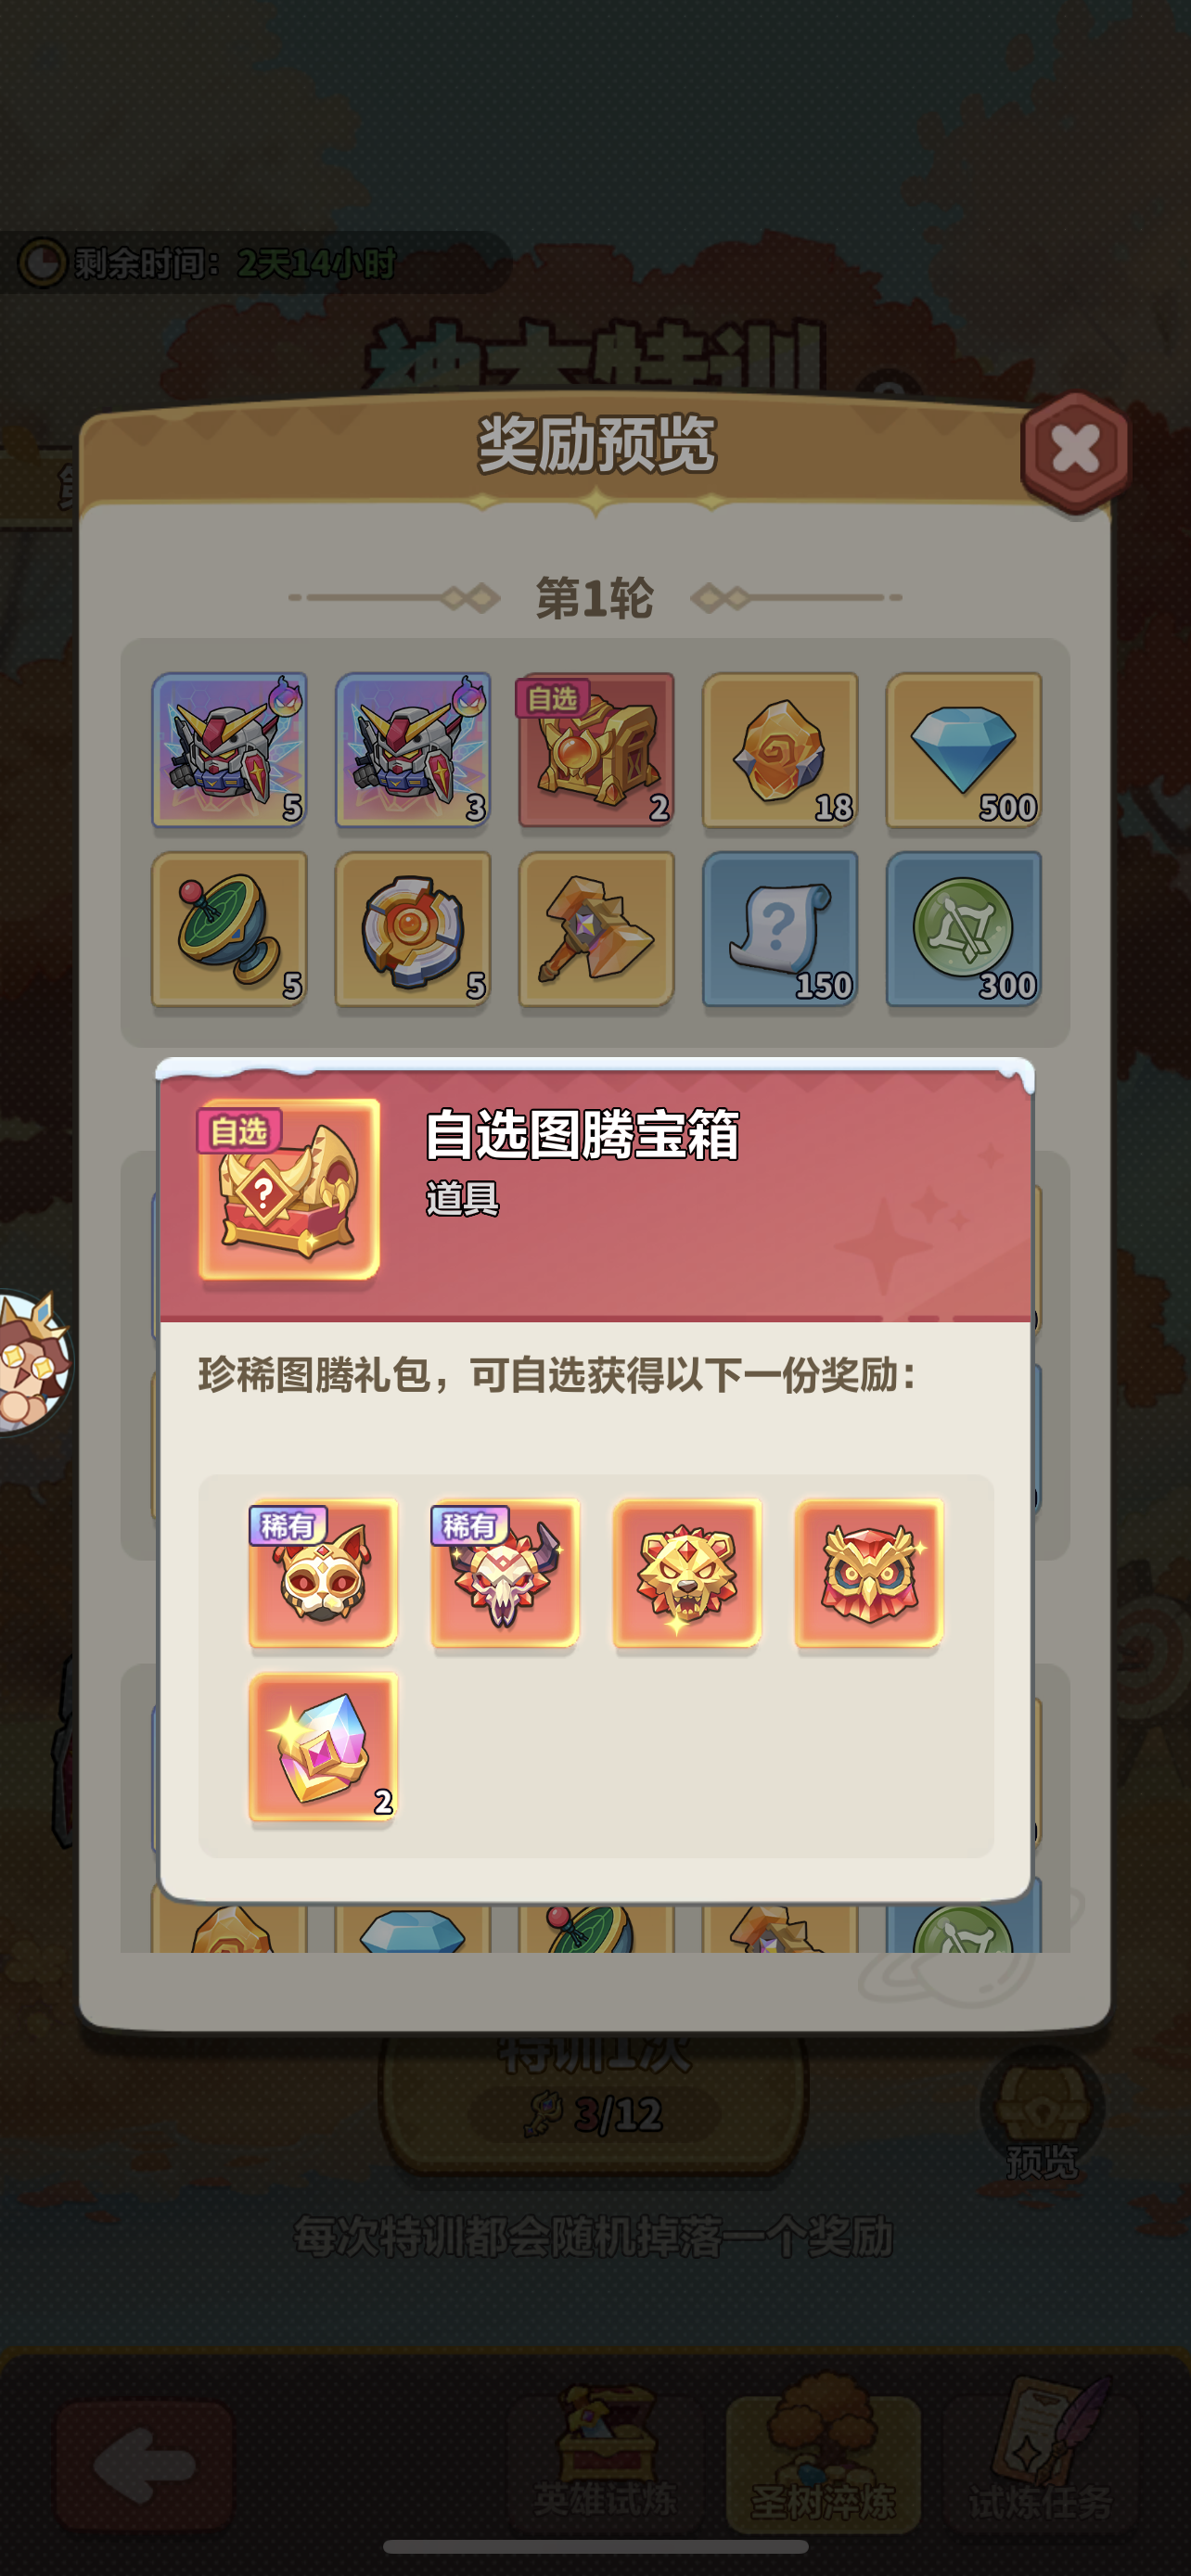 剩余时间：2天14小时
神木特训
奖励预览
第1轮
5
3
自选
2
18
500
5
5
?
150
300
自选
?
自选图腾宝箱
道具
珍稀图腾礼包，可自选获得以下一份奖励：
稀有
稀有
2
特训1次
3/12
预览
每次特训都会随机掉落一个奖励
英雄试炼
圣树淬炼
试炼任务